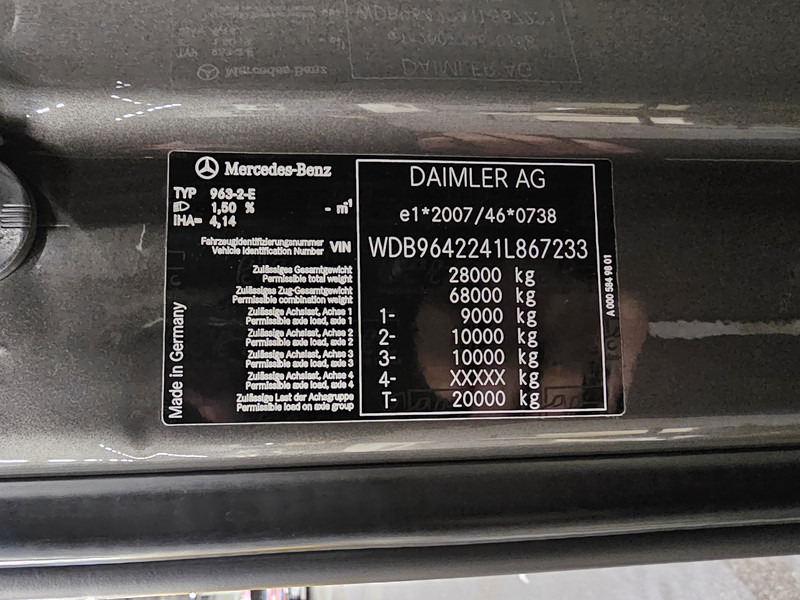 Mercedes-Benz
TYP 963-2-E
1,50 % - m⁻¹
IHA= 4,14
Fahrzeugidentifizierungsnummer
Vehicle Identification Number VIN
Zulässiges Gesamtgewicht
Permissible total weight
Zulässiges Zug-Gesamtgewicht
Permissible combination weight
Zulässige Achslast, Achse 1
Permissible axle load, axle 1
Zulässige Achslast, Achse 2
Permissible axle load, axle 2
Zulässige Achslast, Achse 3
Permissible axle load, axle 3
Zulässige Achslast, Achse 4
Permissible axle load, axle 4
Zulässige Last der Achsgruppe
Permissible load on axle group
Made in Germany
DAIMLER AG
e1*2007/46*0738
WDB9642241L867233
28000 kg
68000 kg
1- 9000 kg
2- 10000 kg
3- 10000 kg
4- XXXXX kg
T- 20000 kg
A 000 584 98 01